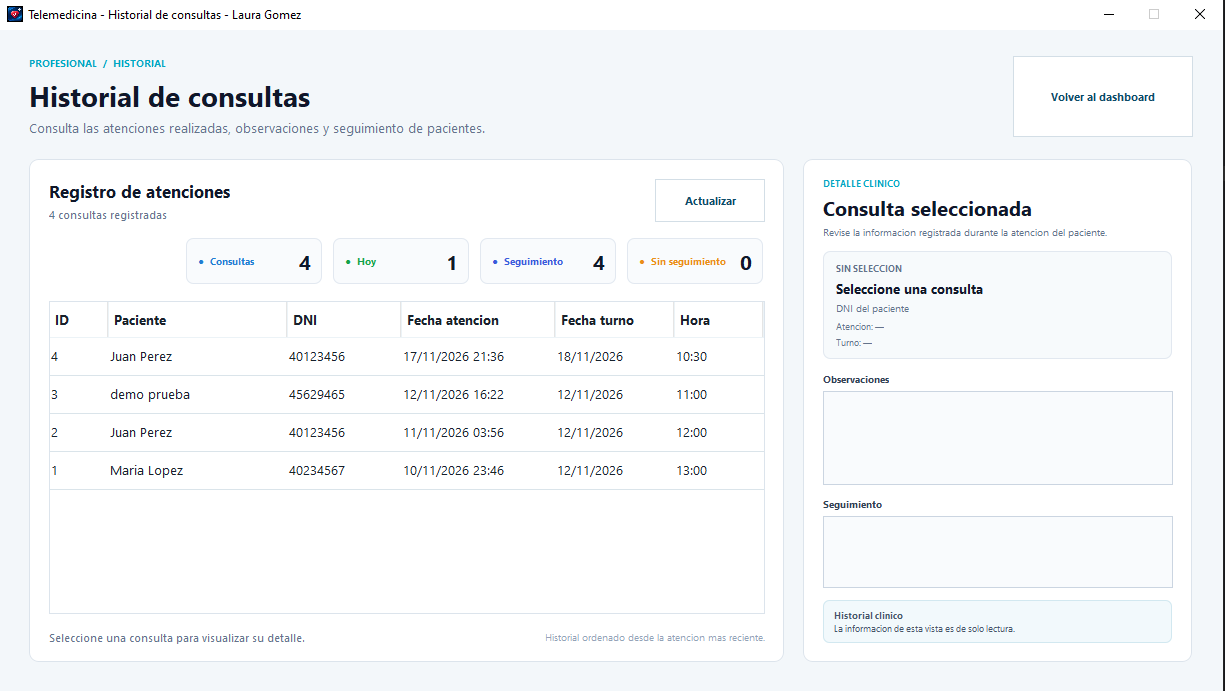 Telemedicina - Historial de consultas - Laura Gomez
PROFESIONAL / HISTORIAL
Historial de consultas
Consulta las atenciones realizadas, observaciones y seguimiento de pacientes.
Volver al dashboard
Registro de atenciones
4 consultas registradas
Actualizar
• Consultas 4
• Hoy 1
• Seguimiento 4
• Sin seguimiento 0
ID Paciente DNI Fecha atencion Fecha turno Hora
4 Juan Perez 40123456 17/11/2026 21:36 18/11/2026 10:30
3 demo prueba 45629465 12/11/2026 16:22 12/11/2026 11:00
2 Juan Perez 40123456 11/11/2026 03:56 12/11/2026 12:00
1 Maria Lopez 40234567 10/11/2026 23:46 12/11/2026 13:00
Seleccione una consulta para visualizar su detalle.
Historial ordenado desde la atencion mas reciente.
DETALLE CLINICO
Consulta seleccionada
Revise la informacion registrada durante la atencion del paciente.
SIN SELECCION
Seleccione una consulta
DNI del paciente
Atencion: —
Turno: —
Observaciones
Seguimiento
Historial clinico
La informacion de esta vista es de solo lectura.